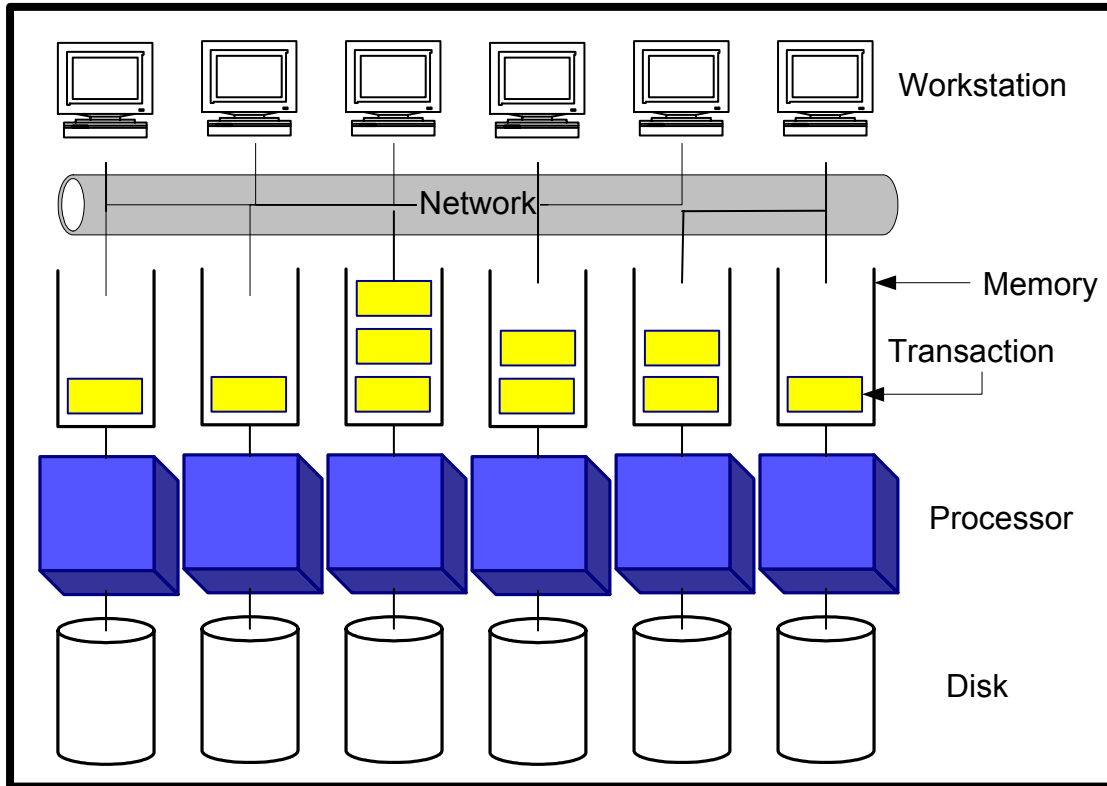 Workstation
Network
Memory
Transaction
Processor
Disk